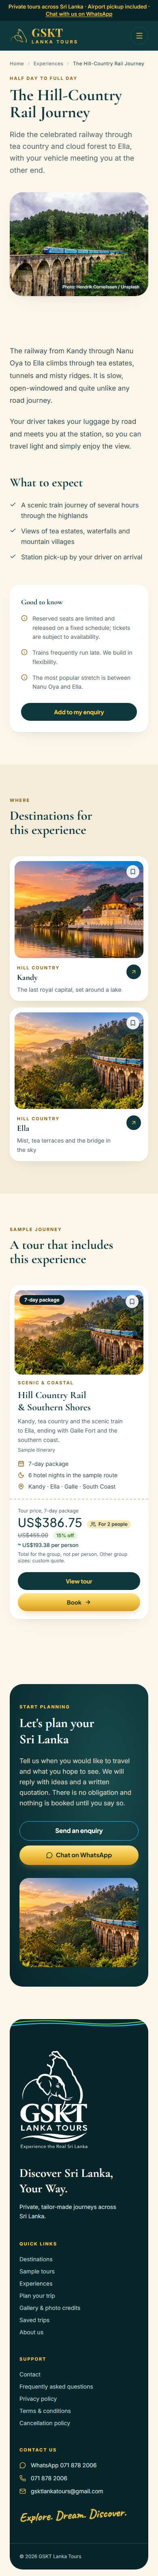 Private tours across Sri Lanka · Airport pickup included ·
Chat with us on WhatsApp
GSKT
LANKA TOURS
Home / Experiences / The Hill-Country Rail Journey
HALF DAY TO FULL DAY
The Hill-Country
Rail Journey
Ride the celebrated railway through
tea country and cloud forest to Ella,
with your vehicle meeting you at the
other end.
Photo: Hendrik Cornelissen / Unsplash
The railway from Kandy through Nanu
Oya to Ella climbs through tea estates,
tunnels and misty ridges. It is slow,
open-windowed and quite unlike any
road journey.
Your driver takes your luggage by road
and meets you at the station, so you can
travel light and simply enjoy the view.
What to expect
A scenic train journey of several hours
through the highlands
Views of tea estates, waterfalls and
mountain villages
Station pick-up by your driver on arrival
Good to know
Reserved seats are limited and
released on a fixed schedule; tickets
are subject to availability.
Trains frequently run late. We build in
flexibility.
The most popular stretch is between
Nanu Oya and Ella.
Add to my enquiry
WHERE
Destinations for
this experience
HILL COUNTRY
Kandy
The last royal capital, set around a lake
HILL COUNTRY
Ella
Mist, tea terraces and the bridge in
the sky
SAMPLE JOURNEY
A tour that includes
this experience
7-day package
SCENIC & COASTAL
Hill Country Rail
& Southern Shores
Kandy, tea country and the scenic train
to Ella, ending with Galle Fort and the
southern coast.
Sample itinerary
7-day package
6 hotel nights in the sample route
Kandy · Ella · Galle · South Coast
Tour price, 7-day package
US$386.75 For 2 people
US$455.00 15% off
≈ US$193.38 per person
Total for the group, not per person. Other group
sizes: custom quote.
View tour
Book
START PLANNING
Let's plan your
Sri Lanka
Tell us when you would like to travel
and what you hope to see. We will
reply with ideas and a written
quotation. There is no obligation and
nothing is booked until you say so.
Send an enquiry
Chat on WhatsApp
GSKT
LANKA TOURS
Experience the Real Sri Lanka
Discover Sri Lanka,
Your Way.
Private, tailor-made journeys across
Sri Lanka.
QUICK LINKS
Destinations
Sample tours
Experiences
Plan your trip
Gallery & photo credits
Saved trips
About us
SUPPORT
Contact
Frequently asked questions
Privacy policy
Terms & conditions
Cancellation policy
CONTACT US
WhatsApp 071 878 2006
071 878 2006
gsktlankatours@gmail.com
Explore. Dream. Discover.
© 2026 GSKT Lanka Tours